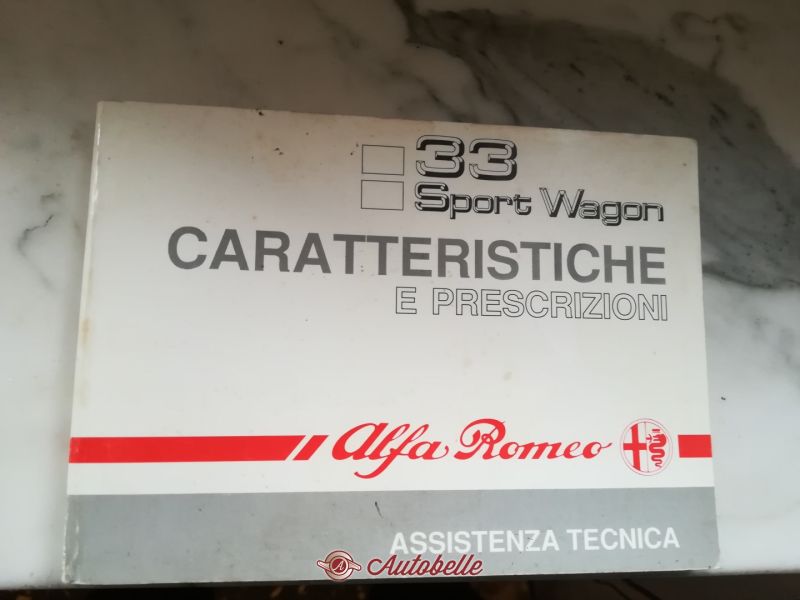 33
Sport Wagon
CARATTERISTICHE
E PRESCRIZIONI
Alfa Romeo
ASSISTENZA TECNICA
A Autobelle